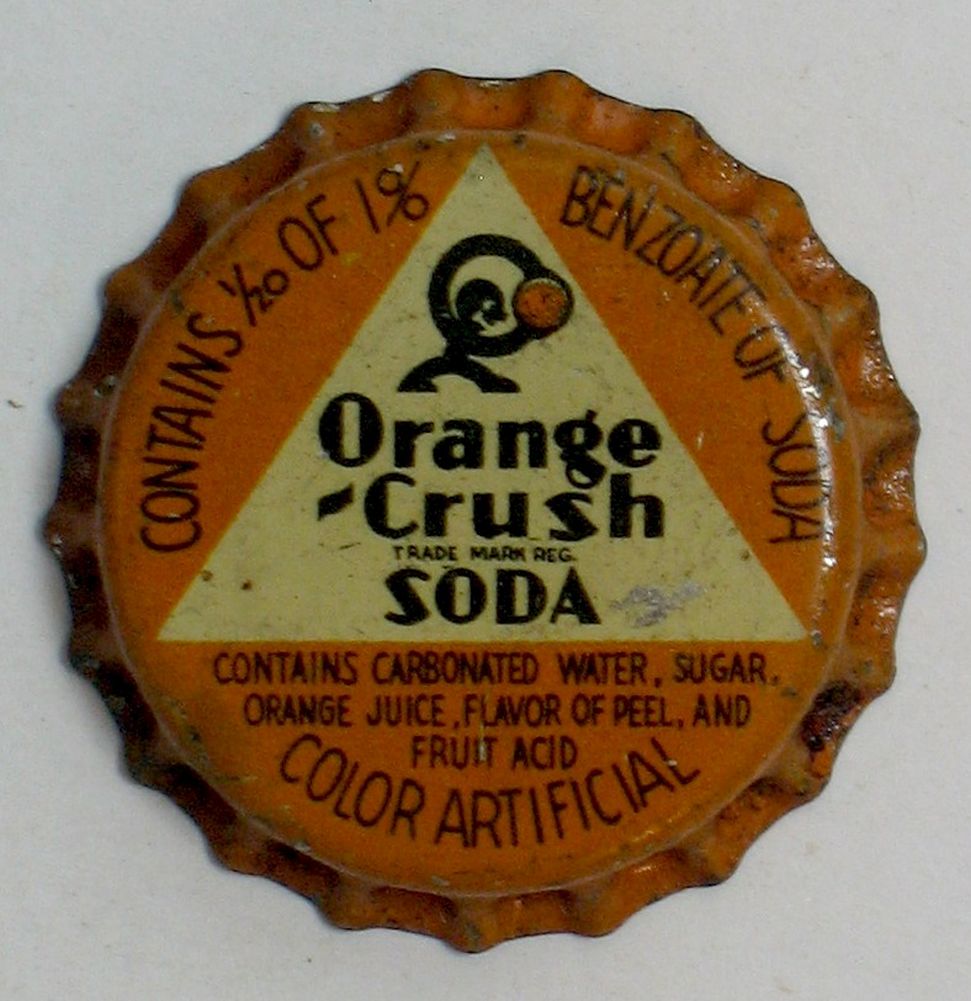 CONTAINS 1/20 OF 1% BENZOATE OF SODA
Orange
-Crush
TRADE MARK REG.
SODA
CONTAINS CARBONATED WATER, SUGAR,
ORANGE JUICE, FLAVOR OF PEEL, AND
FRUIT ACID
COLOR ARTIFICIAL